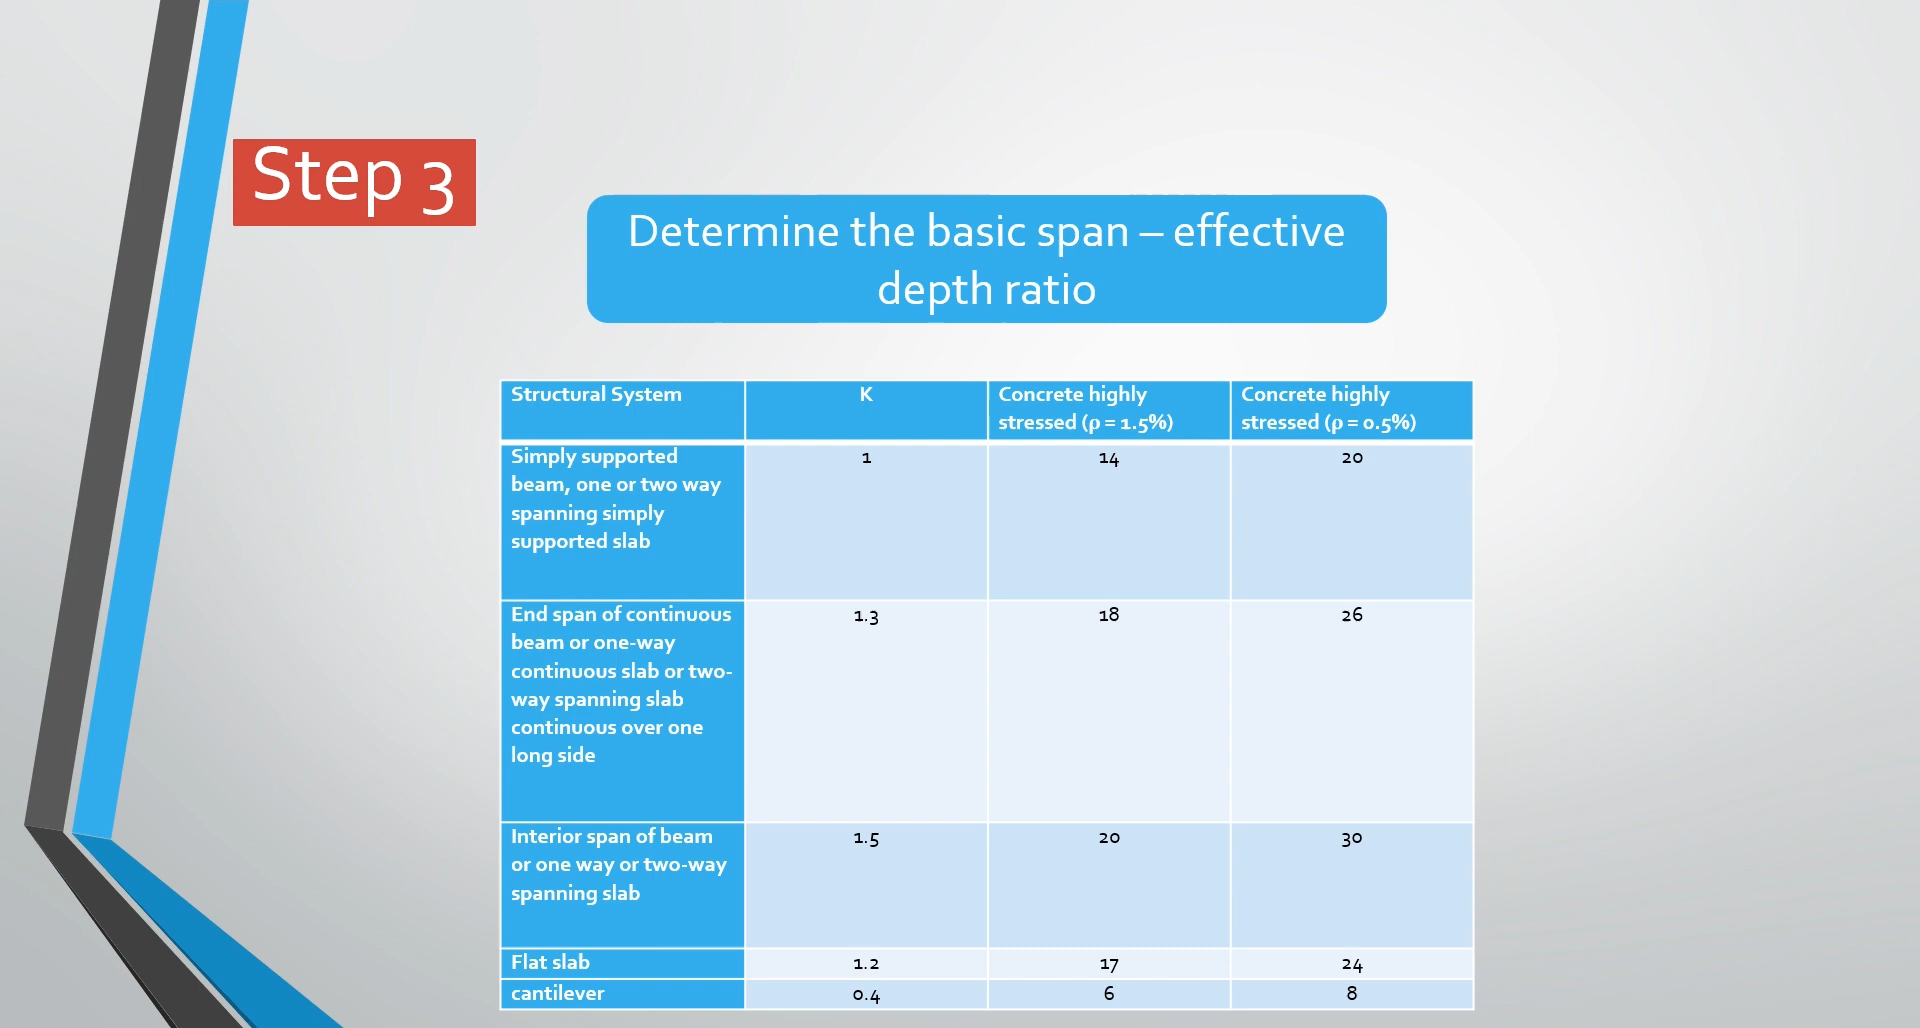 Step 3
Determine the basic span – effective
depth ratio
Structural System
K
Concrete highly
stressed (ρ = 1.5%)
Concrete highly
stressed (ρ = 0.5%)
Simply supported
beam, one or two way
spanning simply
supported slab
1
14
20
End span of continuous
beam or one-way
continuous slab or two-
way spanning slab
continuous over one
long side
1.3
18
26
Interior span of beam
or one way or two-way
spanning slab
1.5
20
30
Flat slab
1.2
17
24
cantilever
0.4
6
8